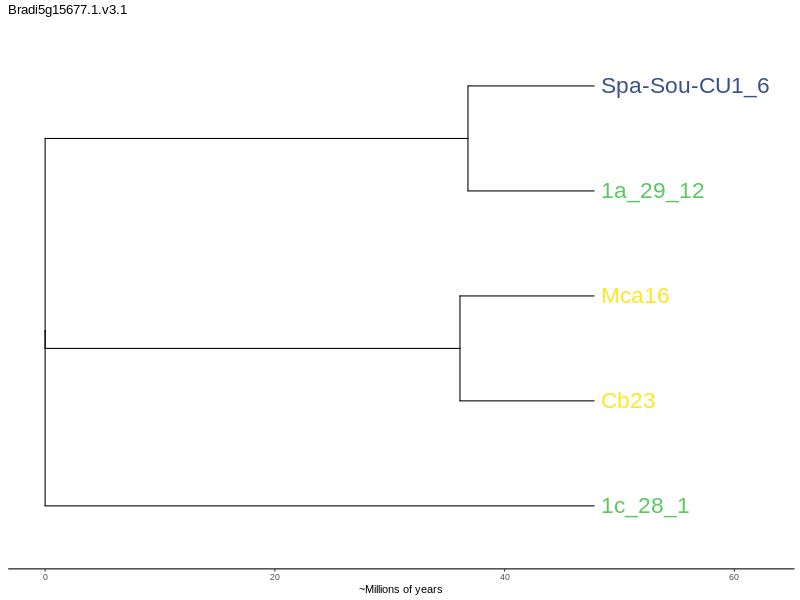 Bradi5g15677.1.v3.1
Spa-Sou-CU1_6
1a_29_12
Mca16
Cb23
1c_28_1
0 20 40 60
~Millions of years